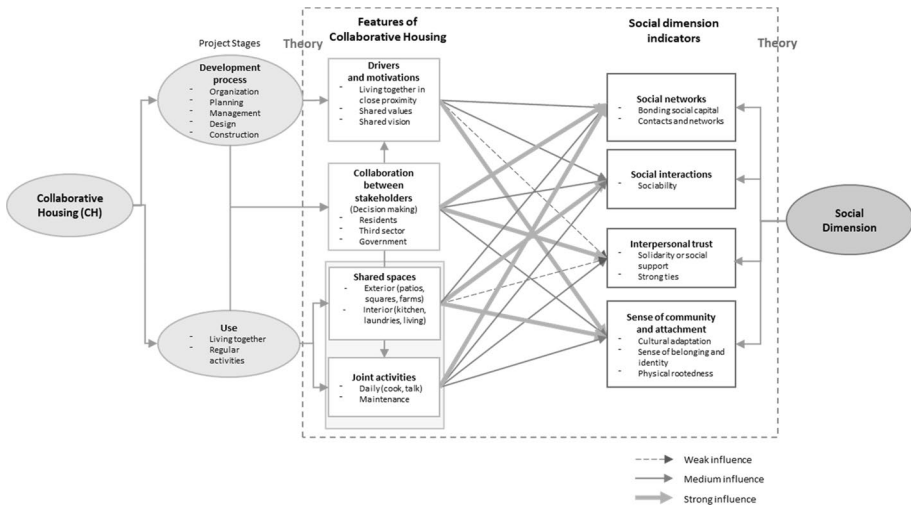 Project Stages
Theory
Features of
Collaborative Housing
Social dimension
indicators
Theory
Development
process
- Organization
- Planning
- Management
- Design
- Construction
Drivers
and motivations
- Living together in
close proximity
- Shared values
- Shared vision
Social networks
- Bonding social capital
- Contacts and networks
Collaboration
between
stakeholders
(Decision making)
- Residents
- Third sector
- Government
Social interactions
- Sociability
Collaborative
Housing (CH)
Social
Dimension
Interpersonal trust
- Solidarity or social
support
- Strong ties
Shared spaces
- Exterior (patios,
squares, farms)
- Interior (kitchen,
laundries, living)
Use
- Living together
- Regular
activities
Sense of community
and attachment
- Cultural adaptation
- Sense of belonging and
identity
- Physical rootedness
Joint activities
- Daily (cook, talk)
- Maintenance
Weak influence
Medium influence
Strong influence